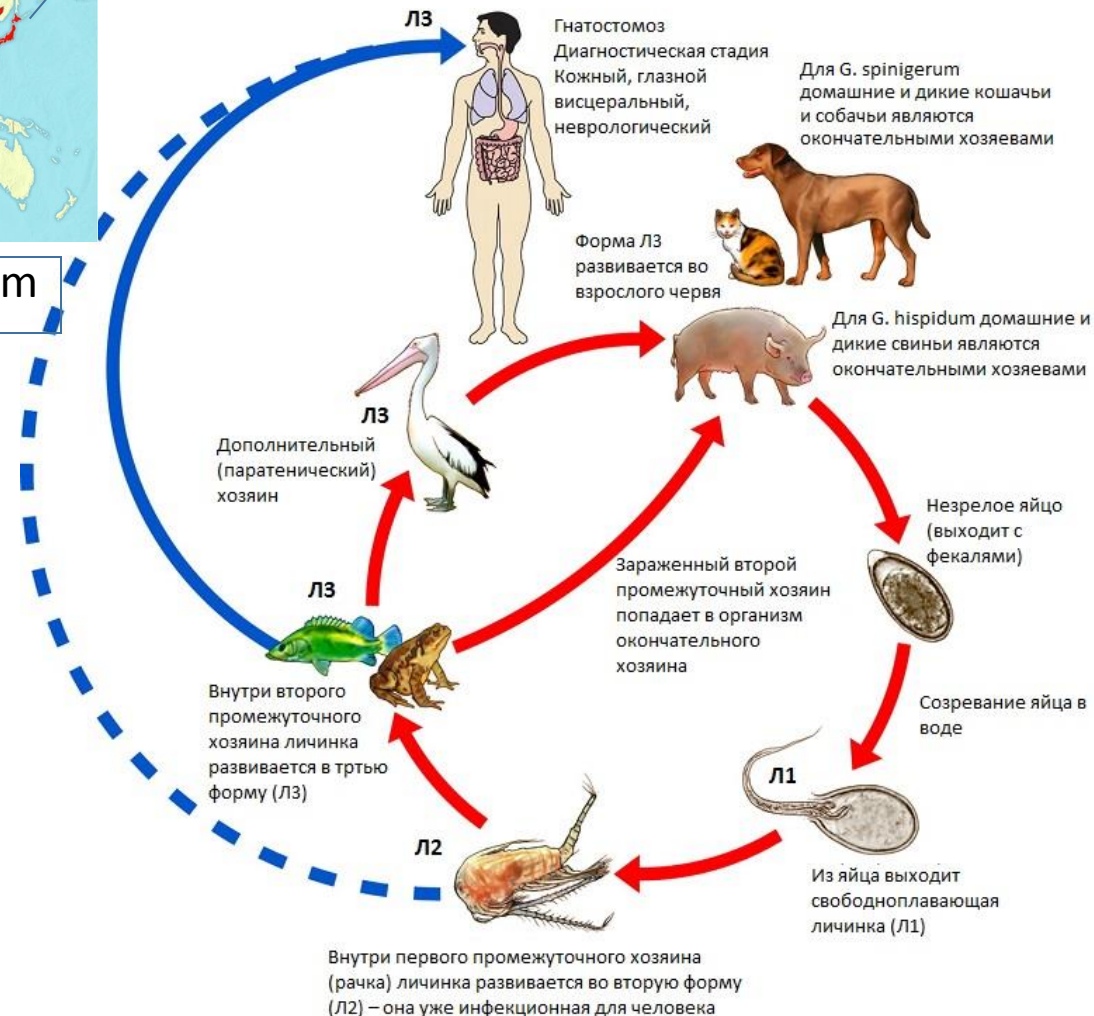 Л3
Гнатостомоз
Диагностическая стадия
Кожный, глазной
висцеральный,
неврологический
Для G. spinigerum
домашние и дикие кошачьи
и собачьи являются
окончательными хозяевами
m
Форма Л3
развивается во
взрослого червя
Для G. hispidum домашние и
дикие свиньи являются
окончательными хозяевами
Л3
Дополнительный
(паратенический)
хозяин
Незрелое яйцо
(выходит с
фекалями)
Зараженный второй
промежуточный хозяин
попадает в организм
окончательного
хозяина
Л3
Внутри второго
промежуточного
хозяина личинка
развивается в тртью
форму (Л3)
Созревание яйца в
воде
Л1
Из яйца выходит
свободноплавающая
личинка (Л1)
Л2
Внутри первого промежуточного хозяина
(рачка) личинка развивается во вторую форму
(Л2) – она уже инфекционная для человека